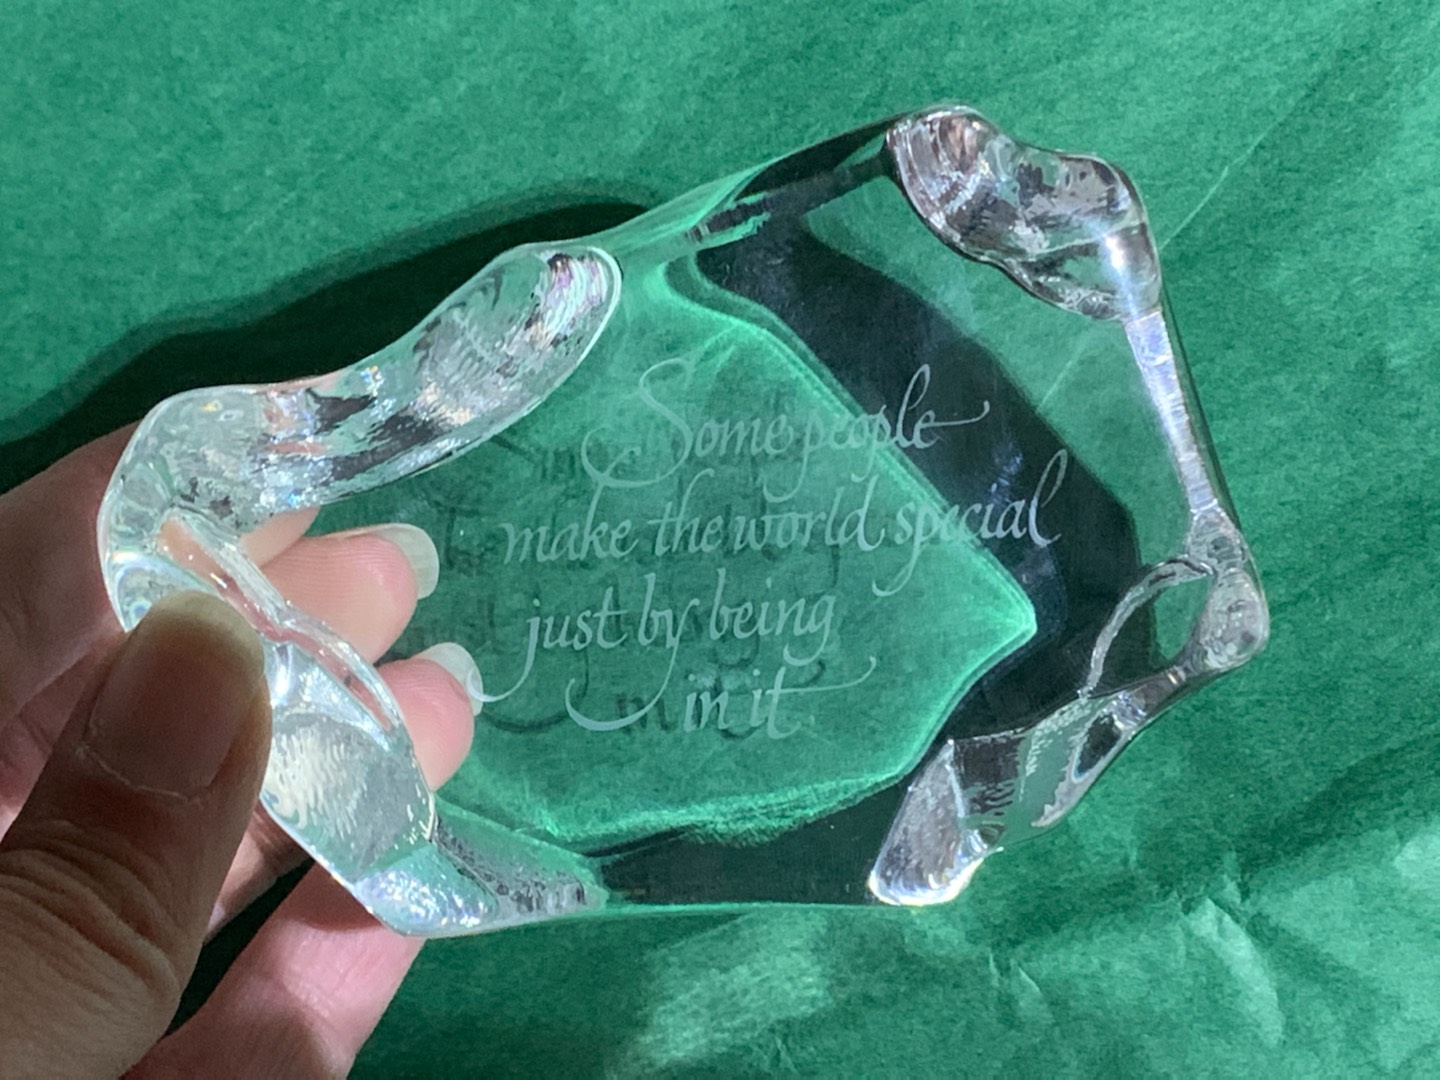 Some people
make the world special
just by being
in it